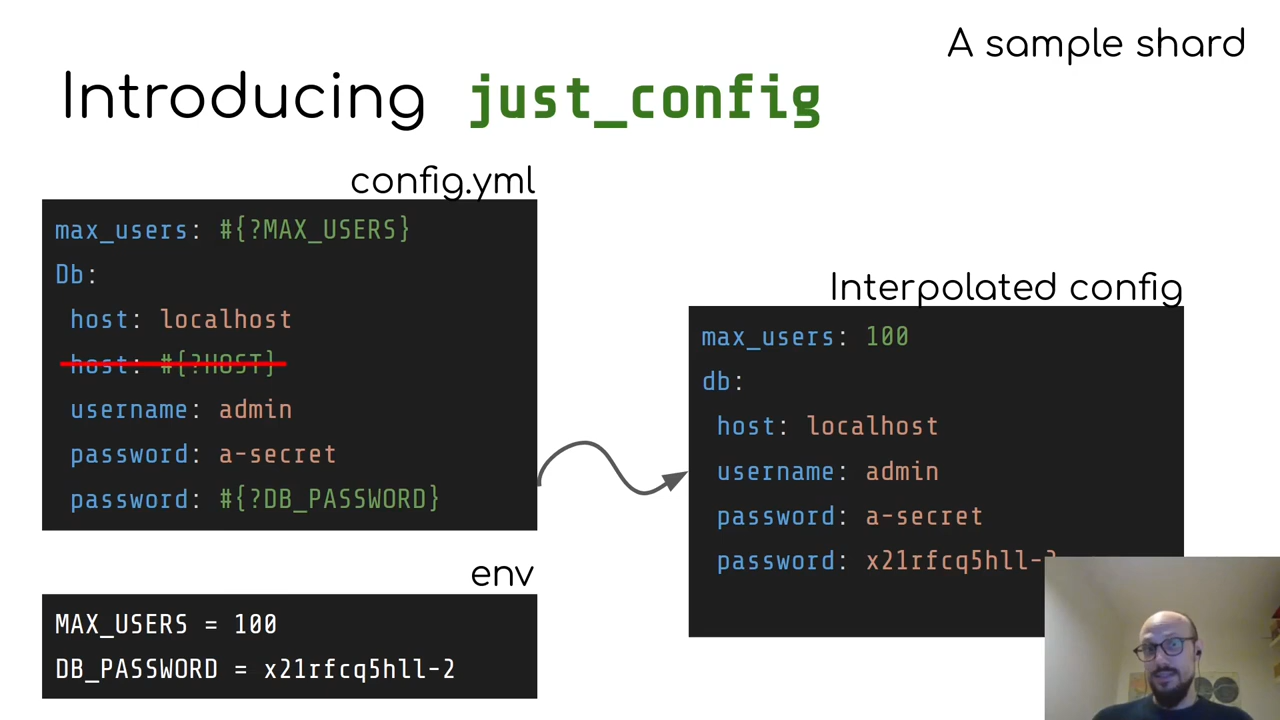 A sample shard
Introducing just_config
config.yml
max_users: #{?MAX_USERS}
Db:
host: localhost
host: #{?HOST}
username: admin
password: a-secret
password: #{?DB_PASSWORD}
env
MAX_USERS = 100
DB_PASSWORD = x21rfcq5hll-2
Interpolated config
max_users: 100
db:
host: localhost
username: admin
password: a-secret
password: x21rfcq5hll-2